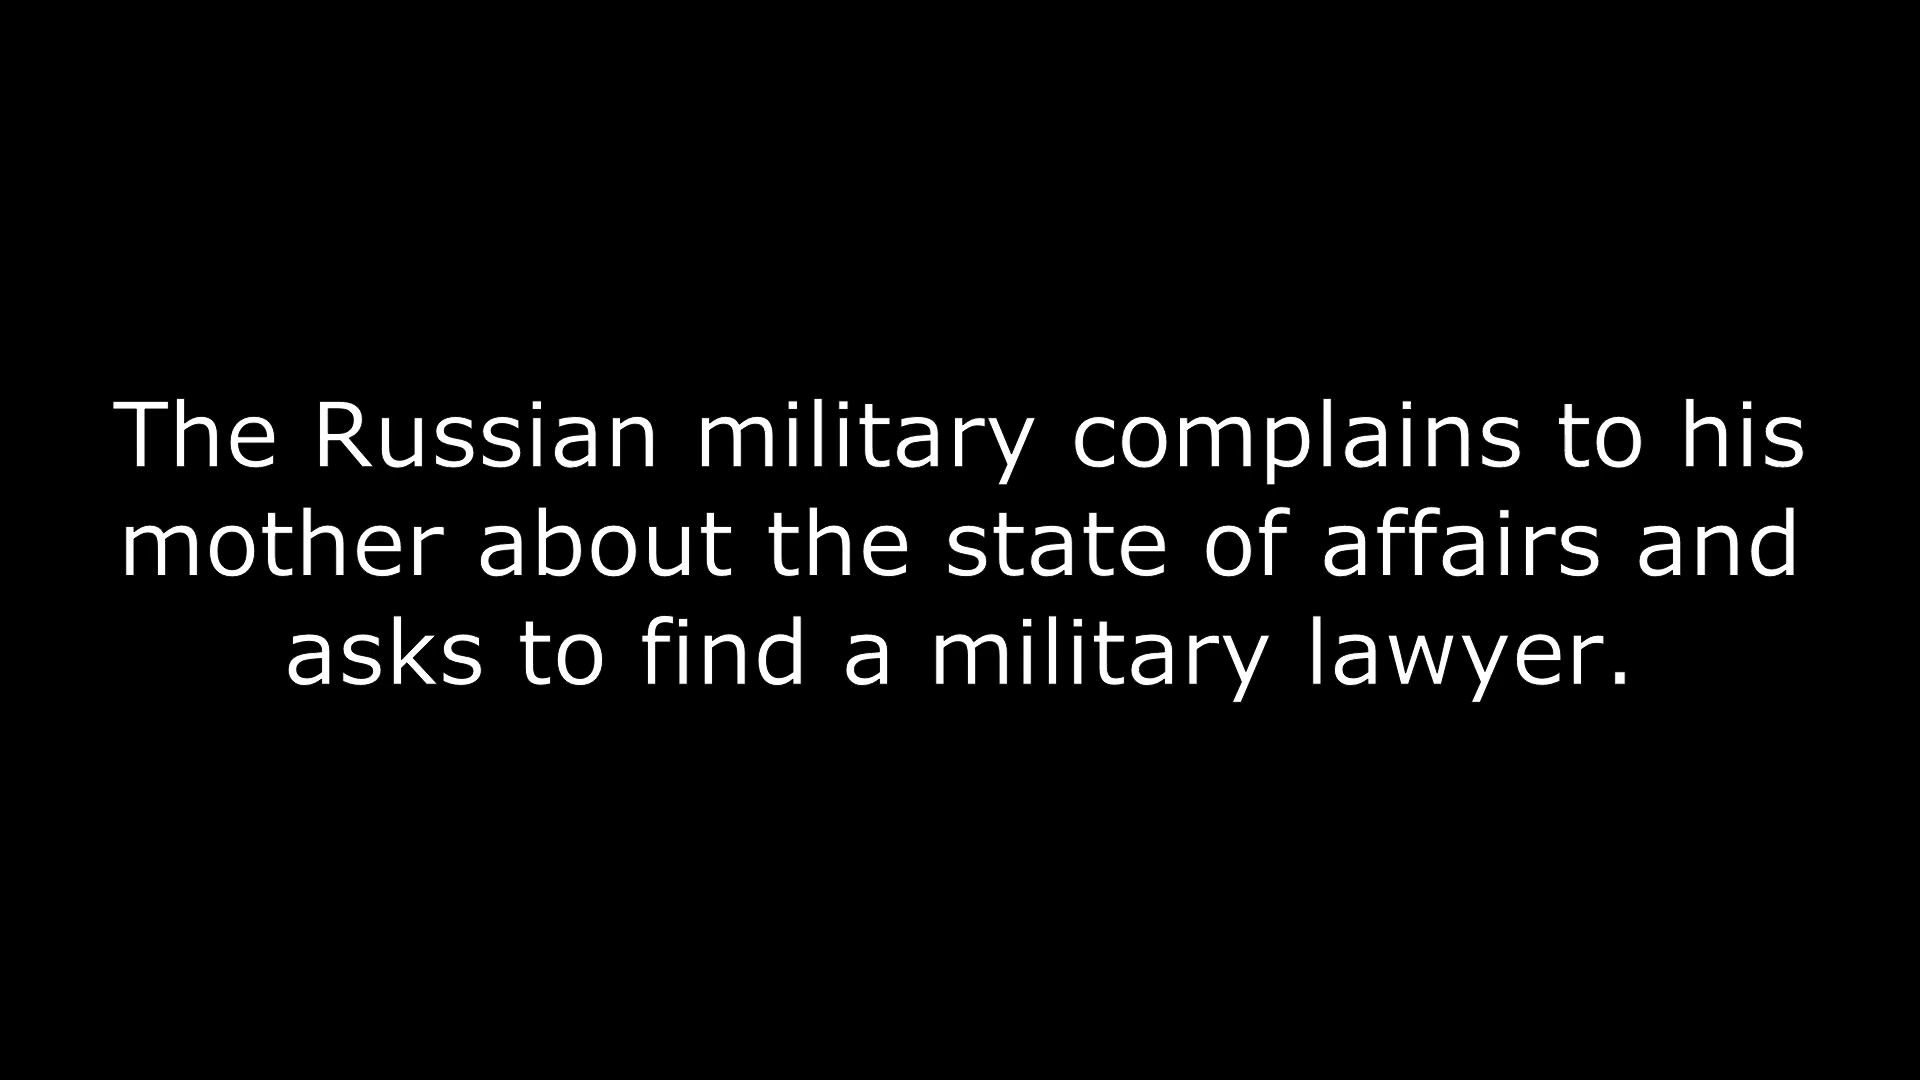 The Russian military complains to his
mother about the state of affairs and
asks to find a military lawyer.